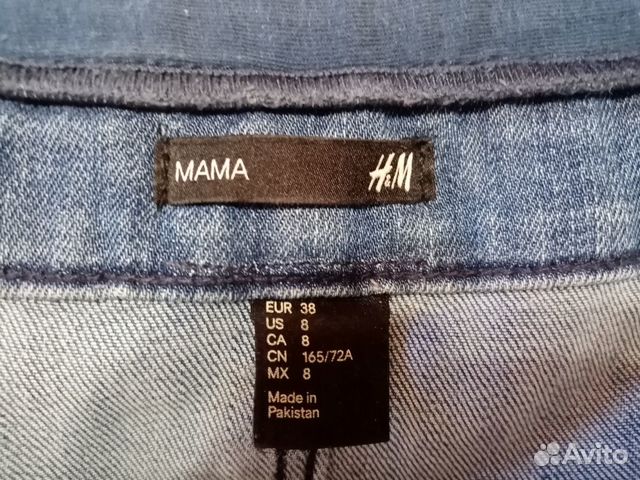 MAMA H&M
EUR 38
US 8
CA 8
CN 165/72A
MX 8
Made in
Pakistan
Avito